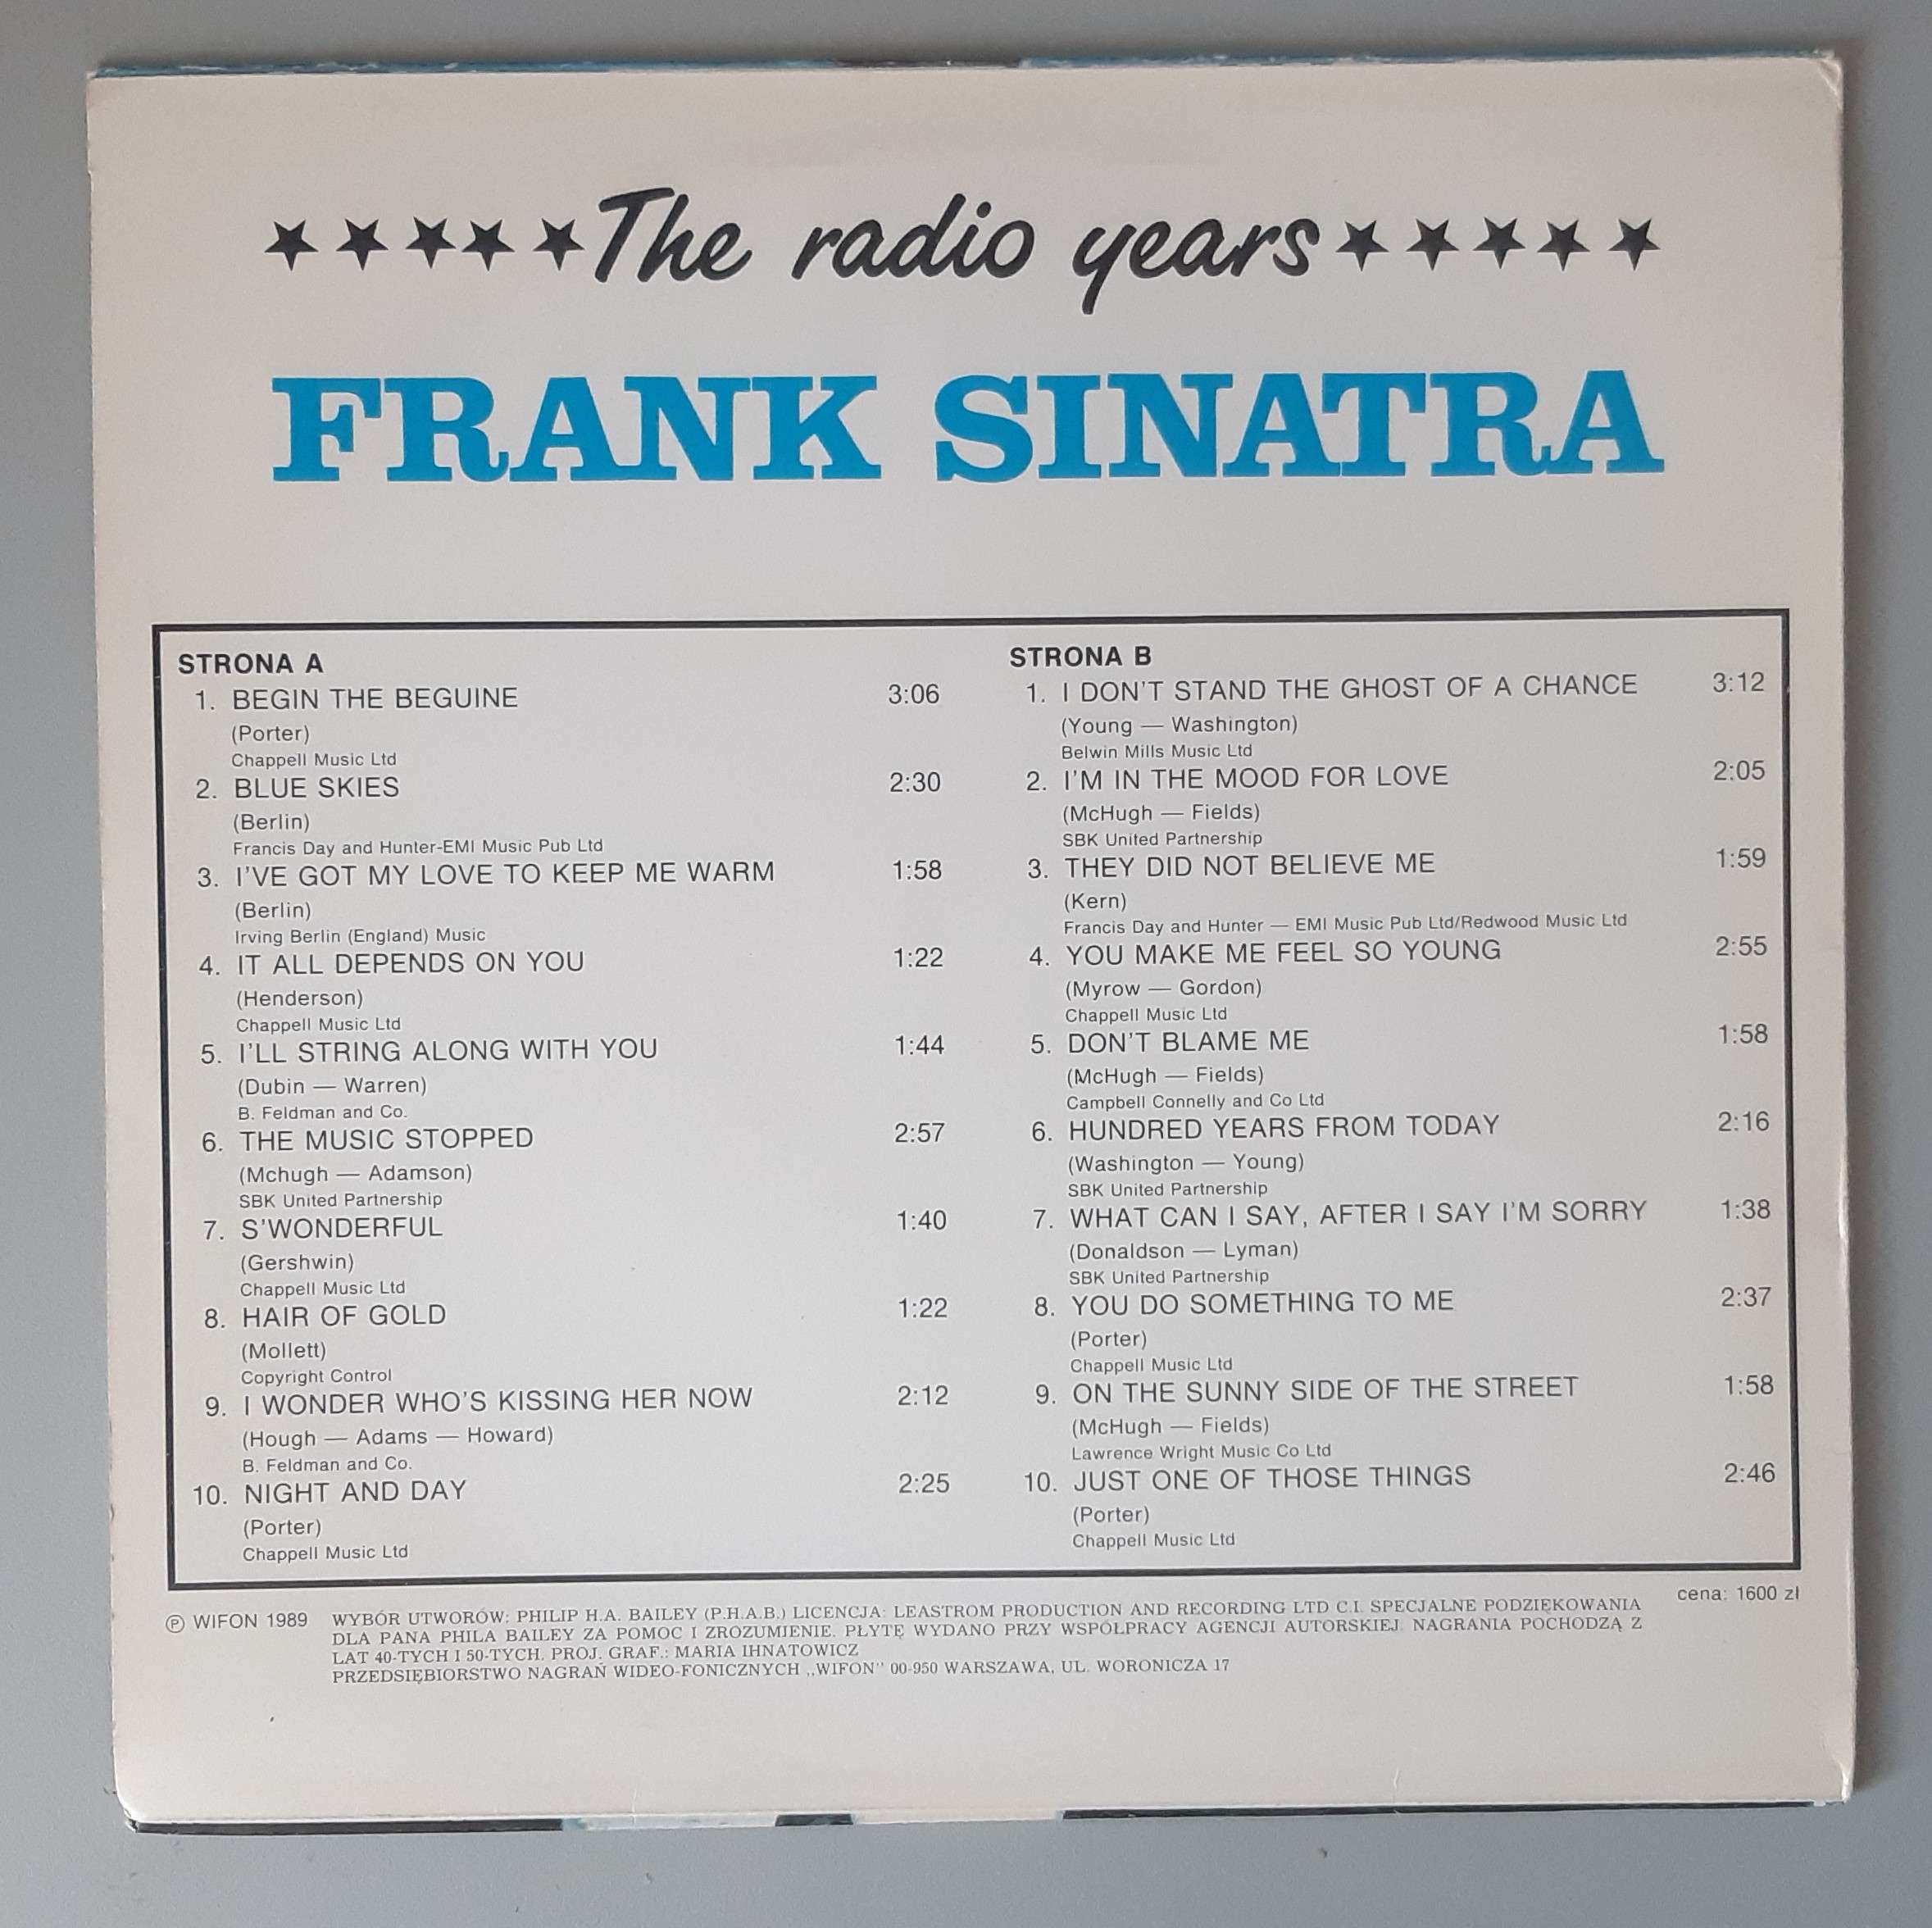 The radio years
FRANK SINATRA
STRONA A
1. BEGIN THE BEGUINE 3:06
(Porter)
Chappell Music Ltd
2. BLUE SKIES 2:30
(Berlin)
Francis Day and Hunter-EMI Music Pub Ltd
3. I'VE GOT MY LOVE TO KEEP ME WARM 1:58
(Berlin)
Irving Berlin (England) Music
4. IT ALL DEPENDS ON YOU 1:22
(Henderson)
Chappell Music Ltd
5. I'LL STRING ALONG WITH YOU 1:44
(Dubin — Warren)
B. Feldman and Co.
6. THE MUSIC STOPPED 2:57
(Mchugh — Adamson)
SBK United Partnership
7. S'WONDERFUL 1:40
(Gershwin)
Chappell Music Ltd
8. HAIR OF GOLD 1:22
(Mollett)
Copyright Control
9. I WONDER WHO'S KISSING HER NOW 2:12
(Hough — Adams — Howard)
B. Feldman and Co.
10. NIGHT AND DAY 2:25
(Porter)
Chappell Music Ltd
STRONA B
1. I DON'T STAND THE GHOST OF A CHANCE 3:12
(Young — Washington)
Belwin Mills Music Ltd
2. I'M IN THE MOOD FOR LOVE 2:05
(McHugh — Fields)
SBK United Partnership
3. THEY DID NOT BELIEVE ME 1:59
(Kern)
Francis Day and Hunter — EMI Music Pub Ltd/Redwood Music Ltd
4. YOU MAKE ME FEEL SO YOUNG 2:55
(Myrow — Gordon)
Chappell Music Ltd
5. DON'T BLAME ME 1:58
(McHugh — Fields)
Campbell Connelly and Co Ltd
6. HUNDRED YEARS FROM TODAY 2:16
(Washington — Young)
SBK United Partnership
7. WHAT CAN I SAY, AFTER I SAY I'M SORRY 1:38
(Donaldson — Lyman)
SBK United Partnership
8. YOU DO SOMETHING TO ME 2:37
(Porter)
Chappell Music Ltd
9. ON THE SUNNY SIDE OF THE STREET 1:58
(McHugh — Fields)
Lawrence Wright Music Co Ltd
10. JUST ONE OF THOSE THINGS 2:46
(Porter)
Chappell Music Ltd
cena: 1600 zł
Ⓟ WIFON 1989
WYBÓR UTWORÓW: PHILIP H.A. BAILEY (P.H.A.B.) LICENCJA: LEASTROM PRODUCTION AND RECORDING LTD C.I. SPECJALNE PODZIĘKOWANIA
DLA PANA PHILA BAILEY ZA POMOC I ZROZUMIENIE. PŁYTĘ WYDANO PRZY WSPÓŁPRACY AGENCJI AUTORSKIEJ. NAGRANIA POCHODZĄ Z
LAT 40-TYCH I 50-TYCH. PROJ. GRAF.: MARIA IHNATOWICZ
PRZEDSIĘBIORSTWO NAGRAŃ WIDEO-FONICZNYCH „WIFON" 00-950 WARSZAWA, UL. WORONICZA 17